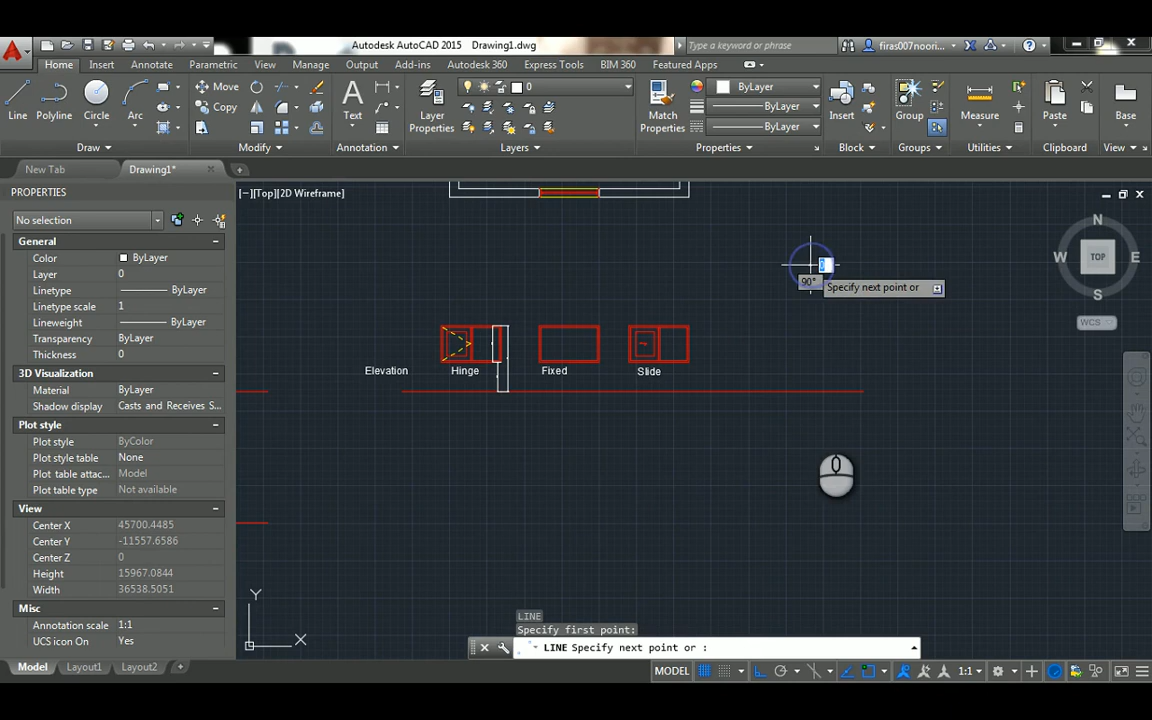 Autodesk AutoCAD 2015 Drawing1.dwg
Type a keyword or phrase
firas007noori...
Home Insert Annotate Parametric View Manage Output Add-ins Autodesk 360 Express Tools BIM 360 Featured Apps
Line Polyline Circle Arc
Move
Copy
Text
Layer Properties
0
Match Properties
ByLayer
ByLayer
ByLayer
Insert Group Measure Paste Base
Draw Modify Annotation Layers Properties Block Groups Utilities Clipboard View
New Tab Drawing1*
PROPERTIES
[−][Top][2D Wireframe]
No selection
General
Color ByLayer
Layer 0
Linetype ByLayer
Linetype scale 1
Lineweight ByLayer
Transparency ByLayer
Thickness 0
3D Visualization
Material ByLayer
Shadow display Casts and Receives S...
Plot style
Plot style ByColor
Plot style table None
Plot table attac... Model
Plot table type Not available
View
Center X 45700.4485
Center Y -11557.6586
Center Z 0
Height 15967.0844
Width 36538.5051
Misc
Annotation scale 1:1
UCS icon On Yes
N
W TOP E
S
WCS
90° Specify next point or
Elevation Hinge Fixed Slide
Y
X
LINE
Specify first point:
LINE Specify next point or :
Model Layout1 Layout2 +
MODEL 1:1